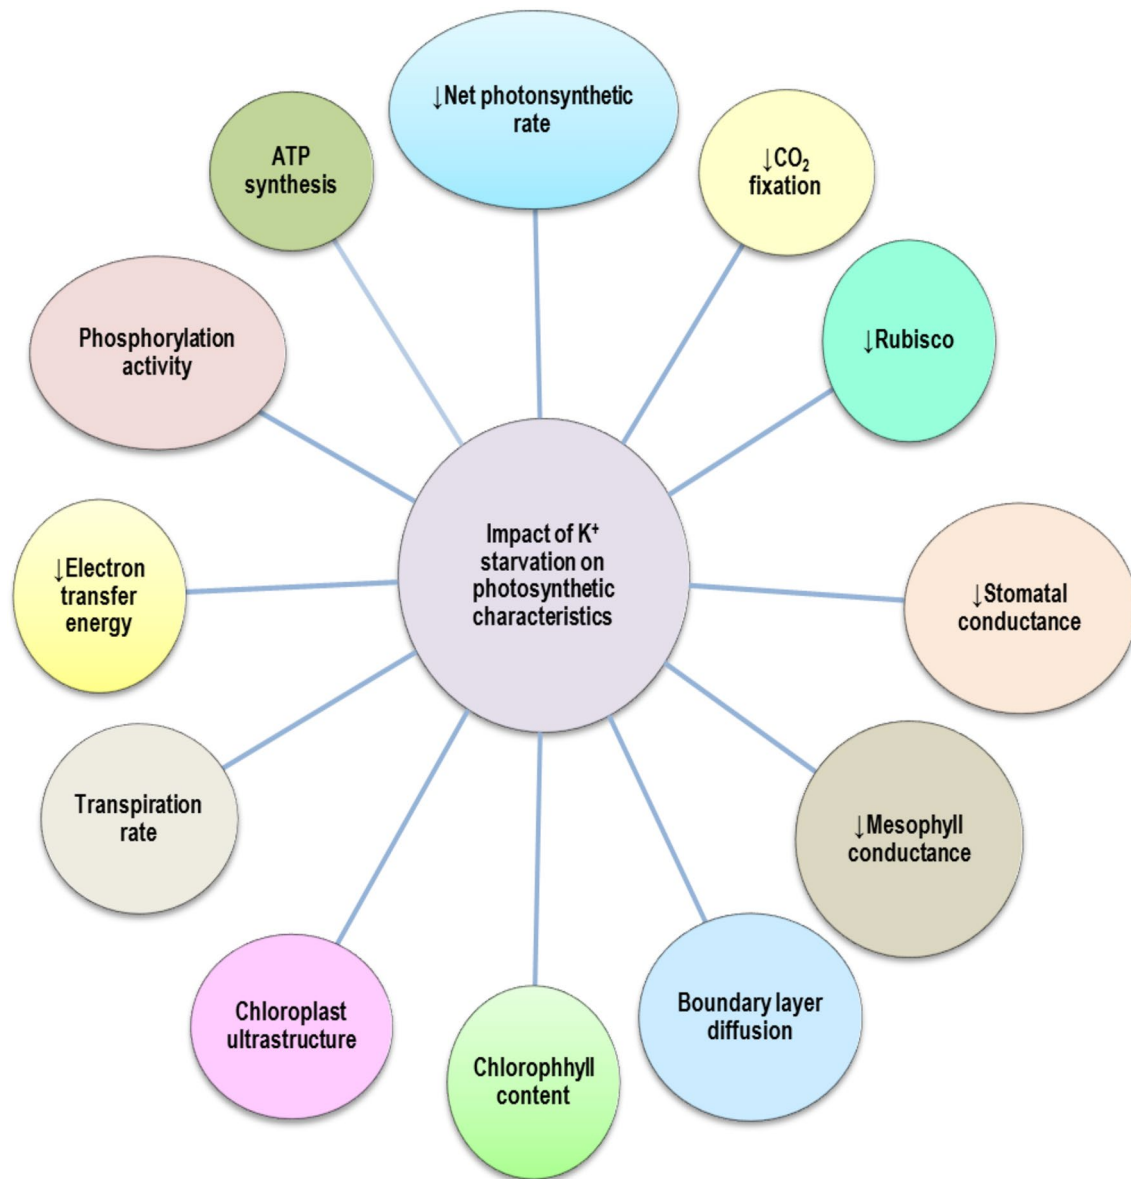 ↓Net photonsynthetic
rate
↓CO₂
fixation
↓Rubisco
↓Stomatal
conductance
↓Mesophyll
conductance
Boundary layer
diffusion
Chlorophhyll
content
Chloroplast
ultrastructure
Transpiration
rate
↓Electron
transfer
energy
Phosphorylation
activity
ATP
synthesis
Impact of K⁺
starvation on
photosynthetic
characteristics